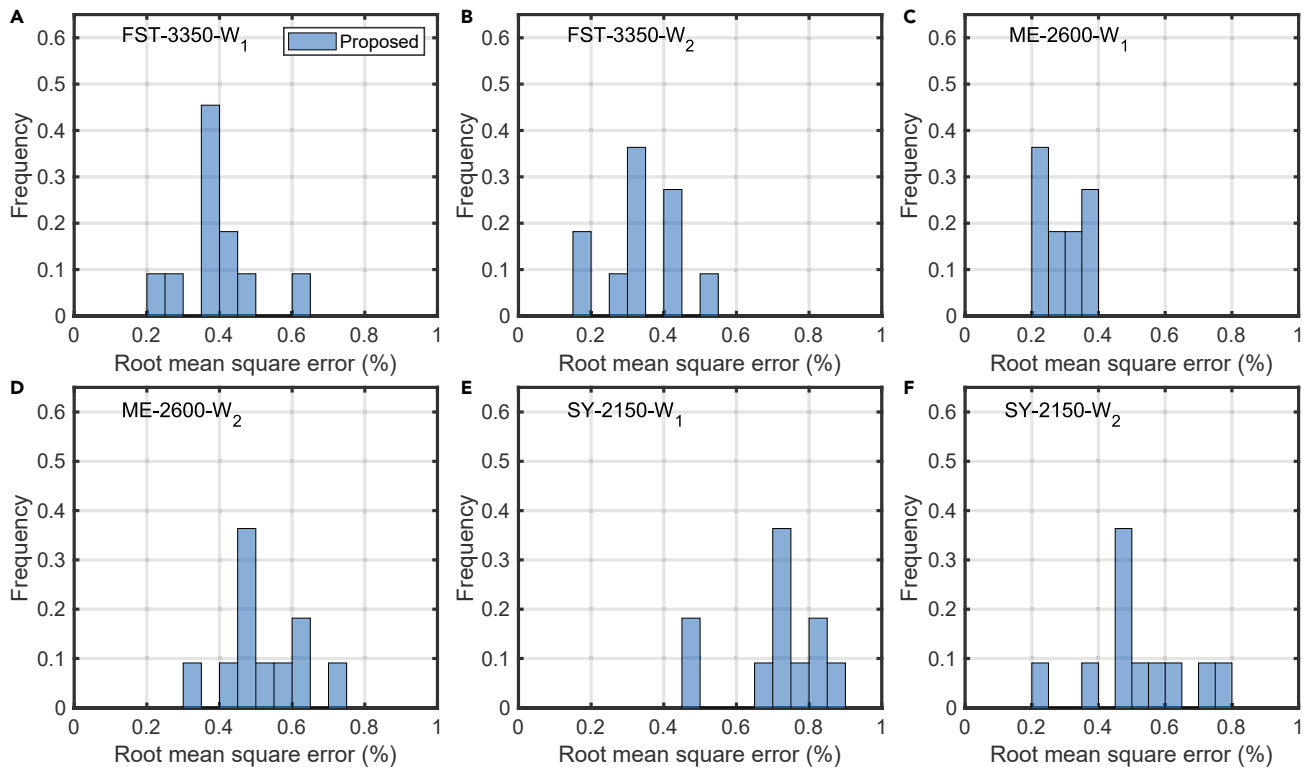 A
FST-3350-W1
Proposed
0.6
0.5
0.4
0.3
0.2
0.1
0
Frequency
0 0.2 0.4 0.6 0.8 1
Root mean square error (%)
B
FST-3350-W2
0.6
0.5
0.4
0.3
0.2
0.1
0
Frequency
0 0.2 0.4 0.6 0.8 1
Root mean square error (%)
C
ME-2600-W1
0.6
0.5
0.4
0.3
0.2
0.1
0
Frequency
0 0.2 0.4 0.6 0.8 1
Root mean square error (%)
D
ME-2600-W2
0.6
0.5
0.4
0.3
0.2
0.1
0
Frequency
0 0.2 0.4 0.6 0.8 1
Root mean square error (%)
E
SY-2150-W1
0.6
0.5
0.4
0.3
0.2
0.1
0
Frequency
0 0.2 0.4 0.6 0.8 1
Root mean square error (%)
F
SY-2150-W2
0.6
0.5
0.4
0.3
0.2
0.1
0
Frequency
0 0.2 0.4 0.6 0.8 1
Root mean square error (%)